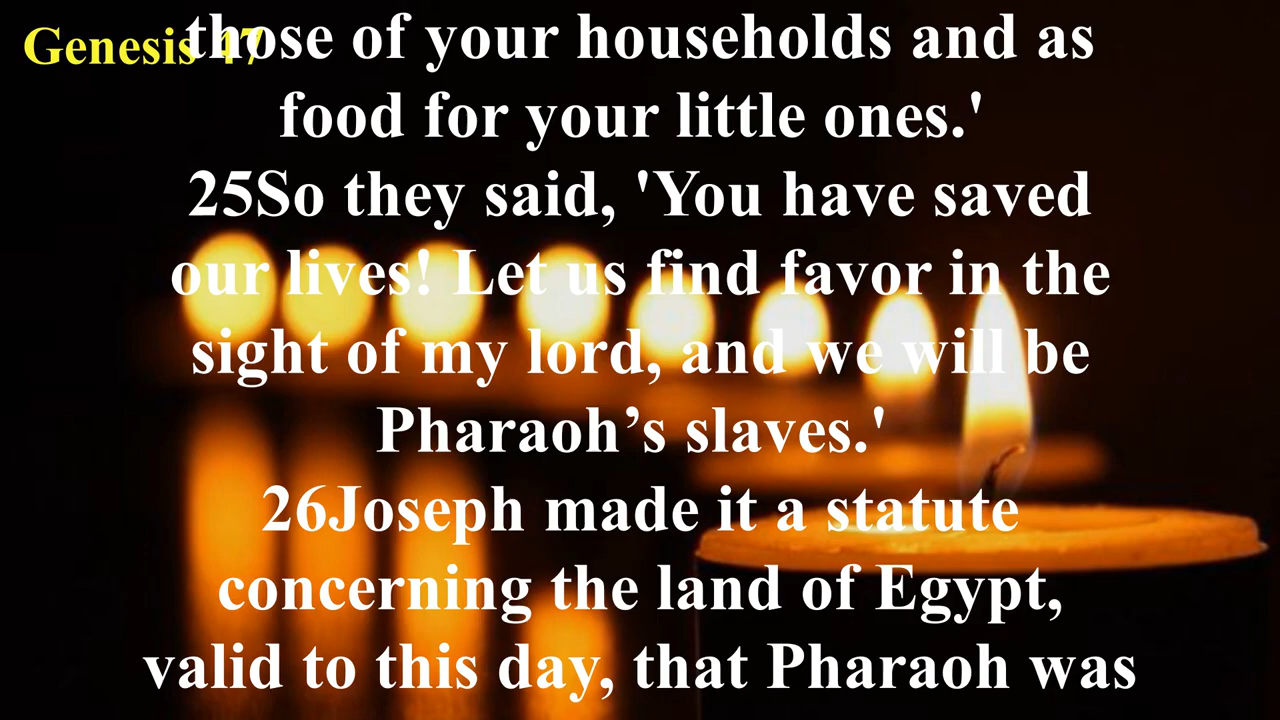 Genesis 47
those of your households and as
food for your little ones.'
25So they said, 'You have saved
our lives! Let us find favor in the
sight of my lord, and we will be
Pharaoh’s slaves.'
26Joseph made it a statute
concerning the land of Egypt,
valid to this day, that Pharaoh was